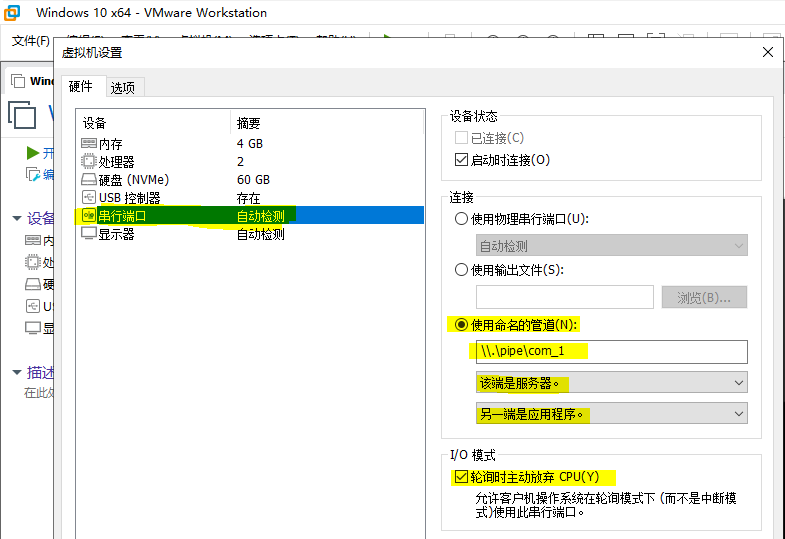 Windows 10 x64 - VMware Workstation
文件(F)
虚拟机设置
硬件
选项
设备
摘要
内存
4 GB
处理器
2
硬盘 (NVMe)
60 GB
USB 控制器
存在
串行端口
自动检测
显示器
自动检测
设备状态
已连接(C)
启动时连接(O)
连接
使用物理串行端口(U):
自动检测
使用输出文件(S):
浏览(B)...
使用命名的管道(N):
\\.\pipe\com_1
该端是服务器。
另一端是应用程序。
I/O 模式
轮询时主动放弃 CPU(Y)
允许客户机操作系统在轮询模式下 (而不是中断模
式)使用此串行端口。
Wind
开
编
设备
内
处
硬
US
显
描述
在此处